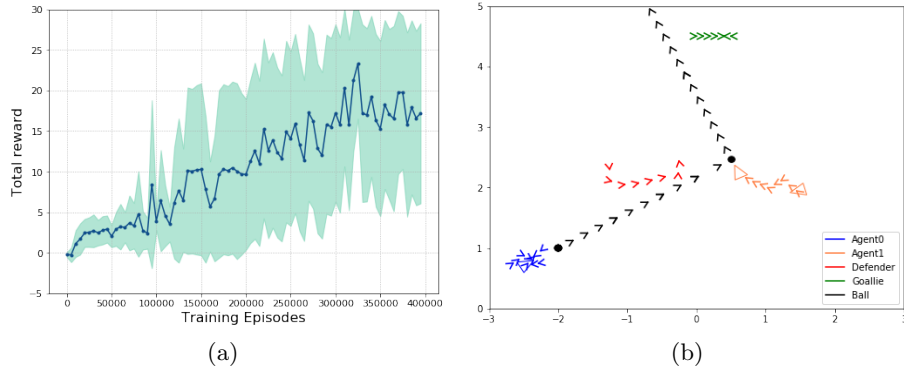 30
25
20
15
10
5
0
−5
Total reward
0 50000 100000 150000 200000 250000 300000 350000 400000
Training Episodes
(a)
5
4
3
2
1
0
−3 −2 −1 0 1 2 3
Agent0
Agent1
Defender
Goallie
Ball
(b)